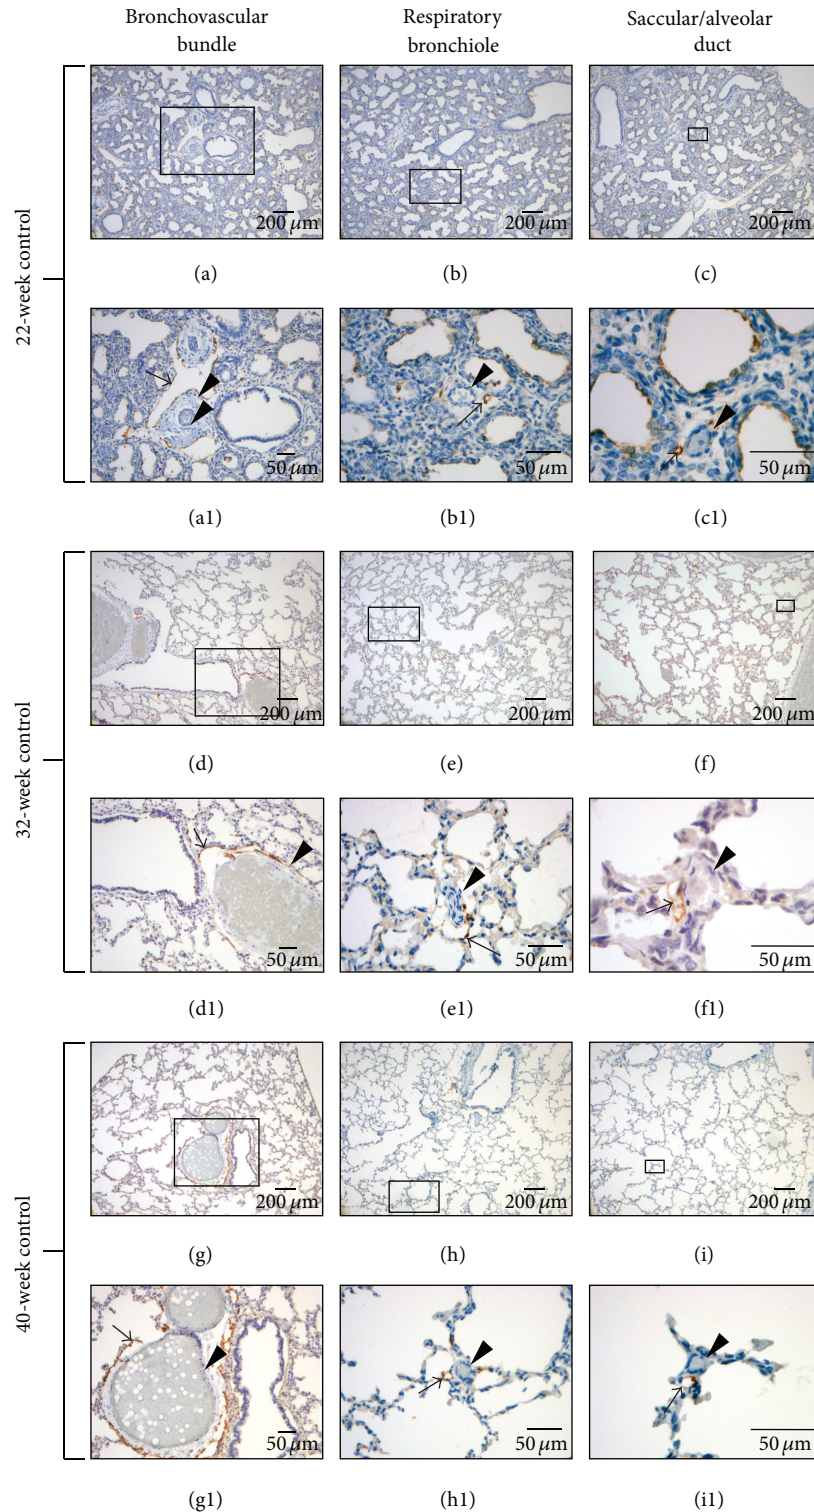 Bronchovascular
bundle
Respiratory
bronchiole
Saccular/alveolar
duct
22-week control
200 μm
200 μm
200 μm
(a)
(b)
(c)
50 μm
50 μm
50 μm
(a1)
(b1)
(c1)
32-week control
200 μm
200 μm
200 μm
(d)
(e)
(f)
50 μm
50 μm
50 μm
(d1)
(e1)
(f1)
40-week control
200 μm
200 μm
200 μm
(g)
(h)
(i)
50 μm
50 μm
50 μm
(g1)
(h1)
(i1)